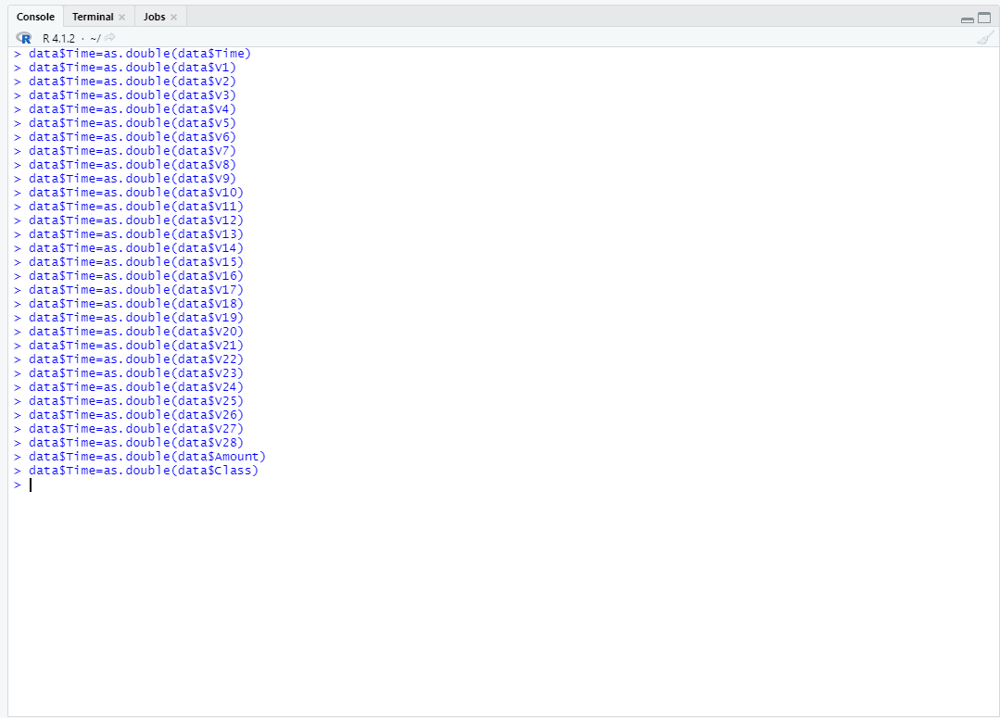 Console Terminal Jobs
R 4.1.2 · ~/
> data$Time=as.double(data$Time)
> data$Time=as.double(data$V1)
> data$Time=as.double(data$V2)
> data$Time=as.double(data$V3)
> data$Time=as.double(data$V4)
> data$Time=as.double(data$V5)
> data$Time=as.double(data$V6)
> data$Time=as.double(data$V7)
> data$Time=as.double(data$V8)
> data$Time=as.double(data$V9)
> data$Time=as.double(data$V10)
> data$Time=as.double(data$V11)
> data$Time=as.double(data$V12)
> data$Time=as.double(data$V13)
> data$Time=as.double(data$V14)
> data$Time=as.double(data$V15)
> data$Time=as.double(data$V16)
> data$Time=as.double(data$V17)
> data$Time=as.double(data$V18)
> data$Time=as.double(data$V19)
> data$Time=as.double(data$V20)
> data$Time=as.double(data$V21)
> data$Time=as.double(data$V22)
> data$Time=as.double(data$V23)
> data$Time=as.double(data$V24)
> data$Time=as.double(data$V25)
> data$Time=as.double(data$V26)
> data$Time=as.double(data$V27)
> data$Time=as.double(data$V28)
> data$Time=as.double(data$Amount)
> data$Time=as.double(data$Class)
>